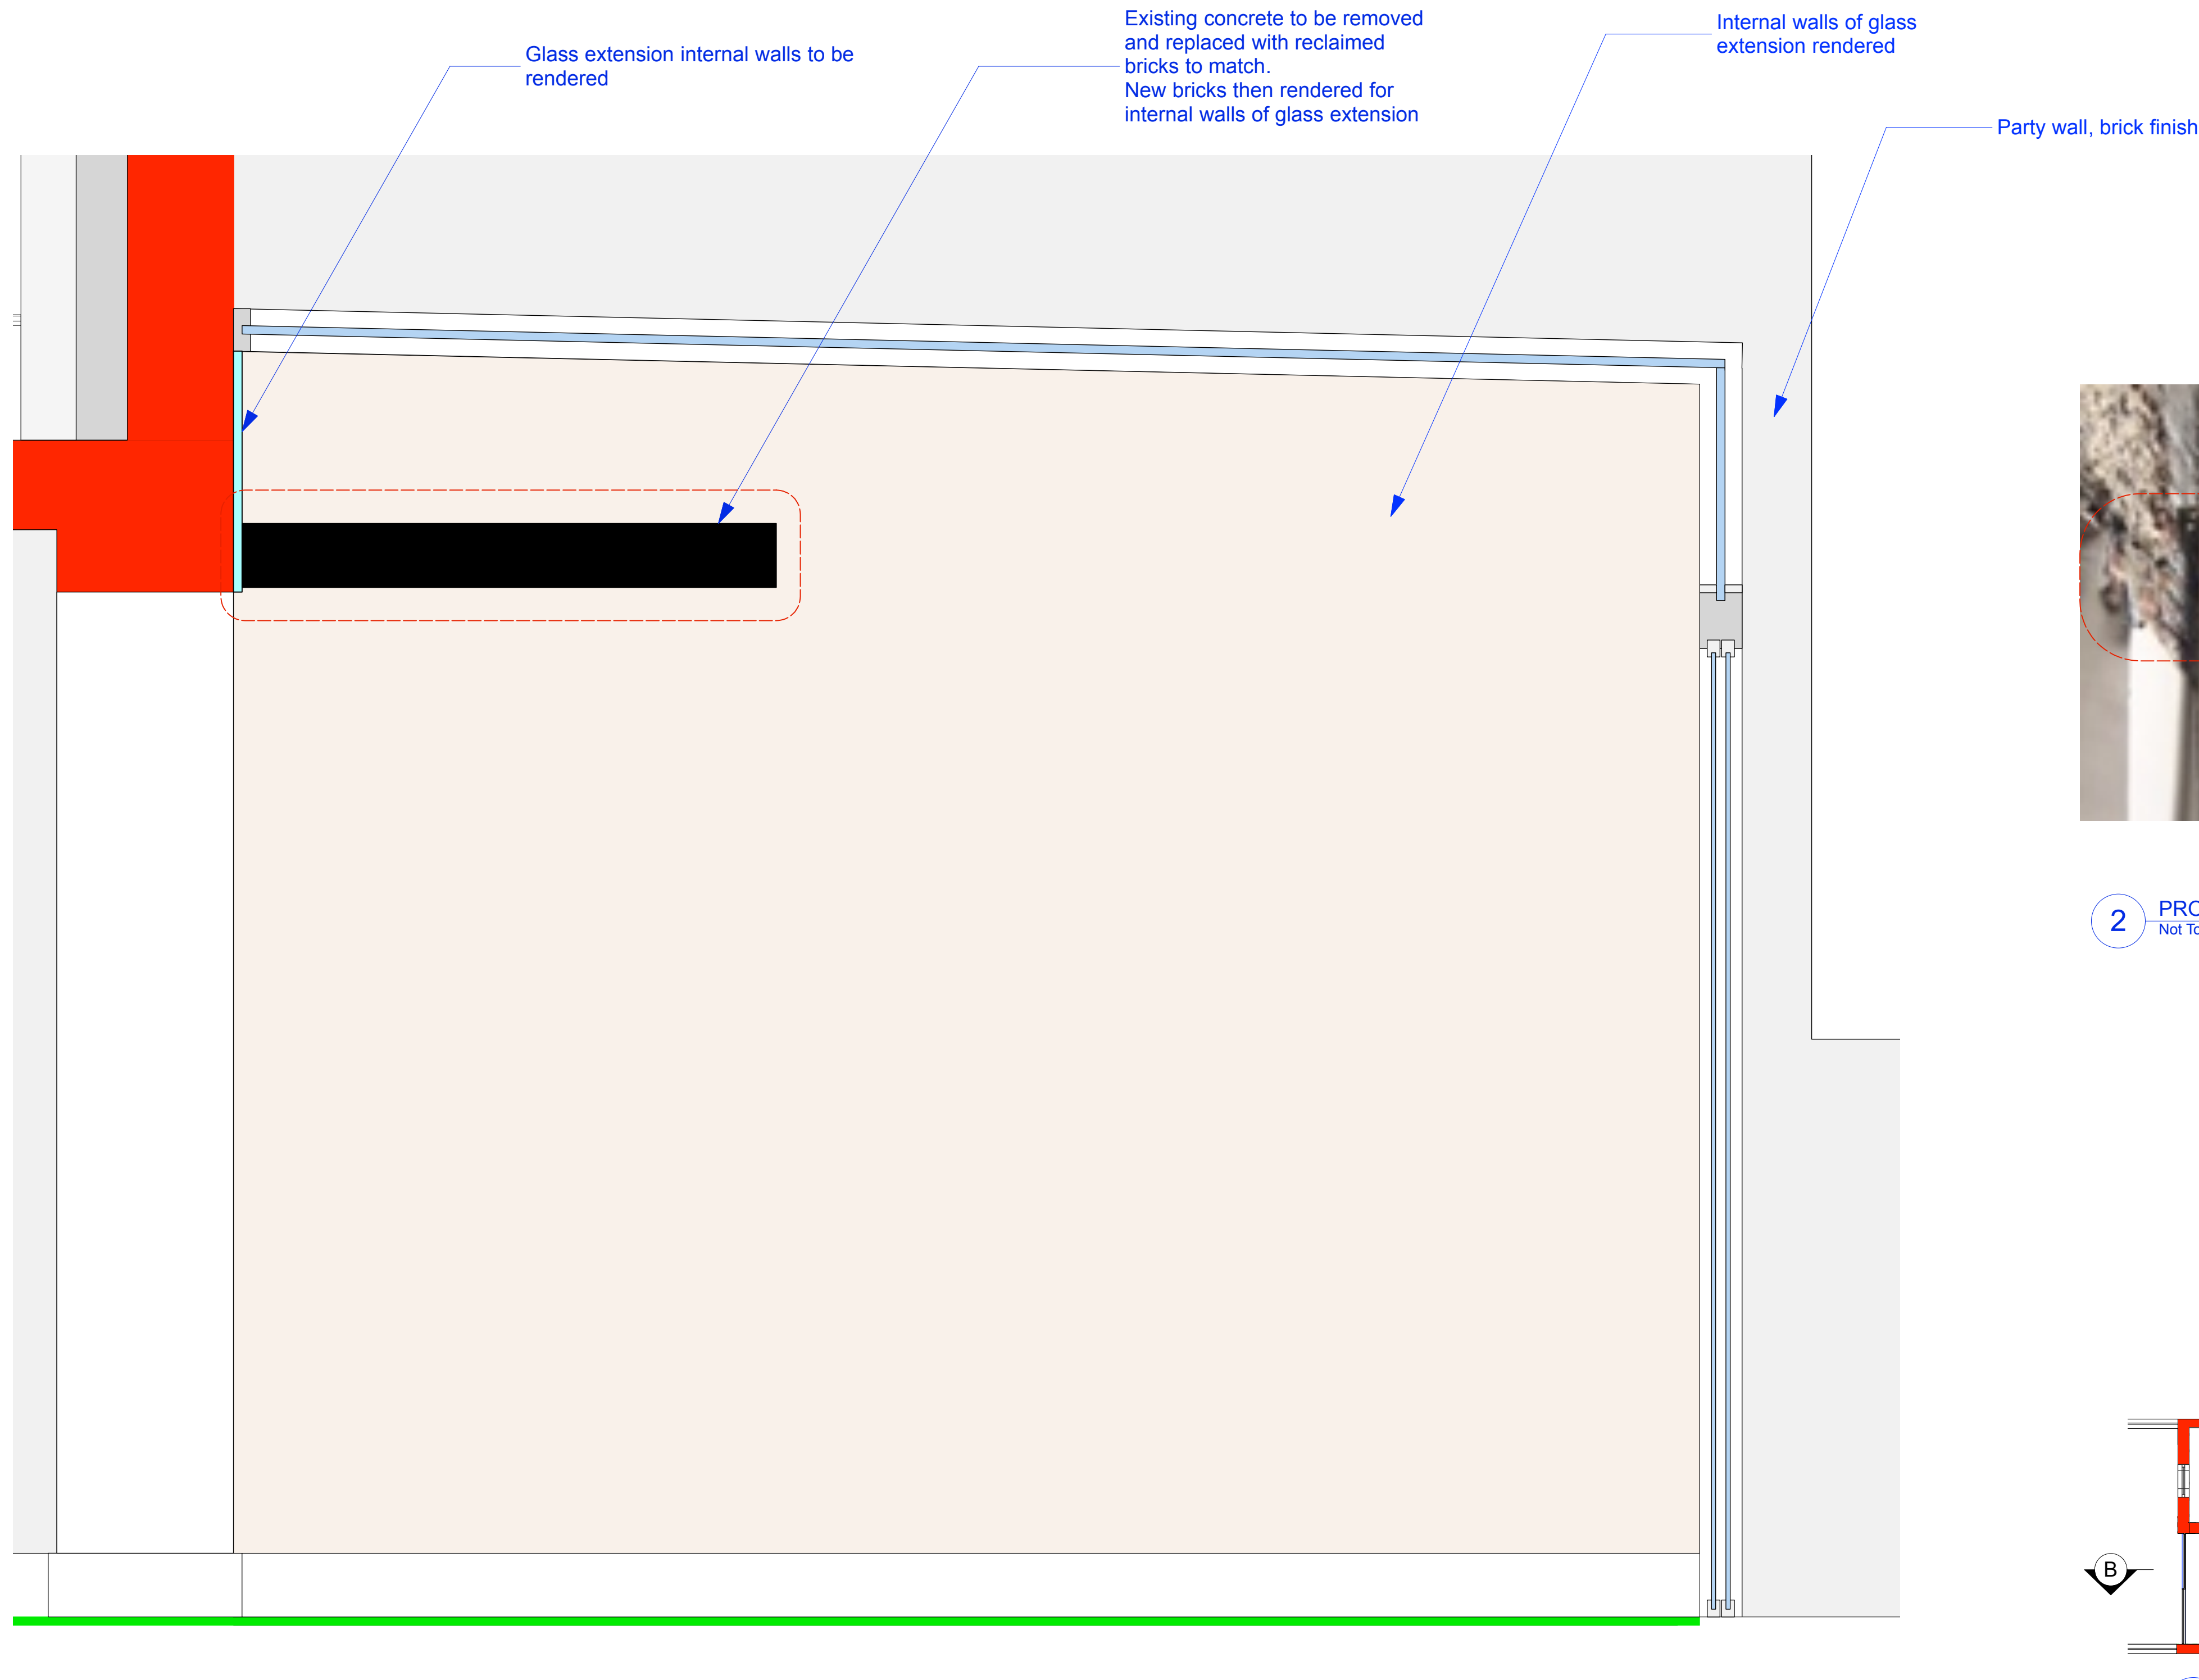 Glass extension internal walls to be
rendered
Existing concrete to be removed
and replaced with reclaimed
bricks to match.
New bricks then rendered for
internal walls of glass extension
Internal walls of glass
extension rendered
Party wall, brick finish
2
Not
B